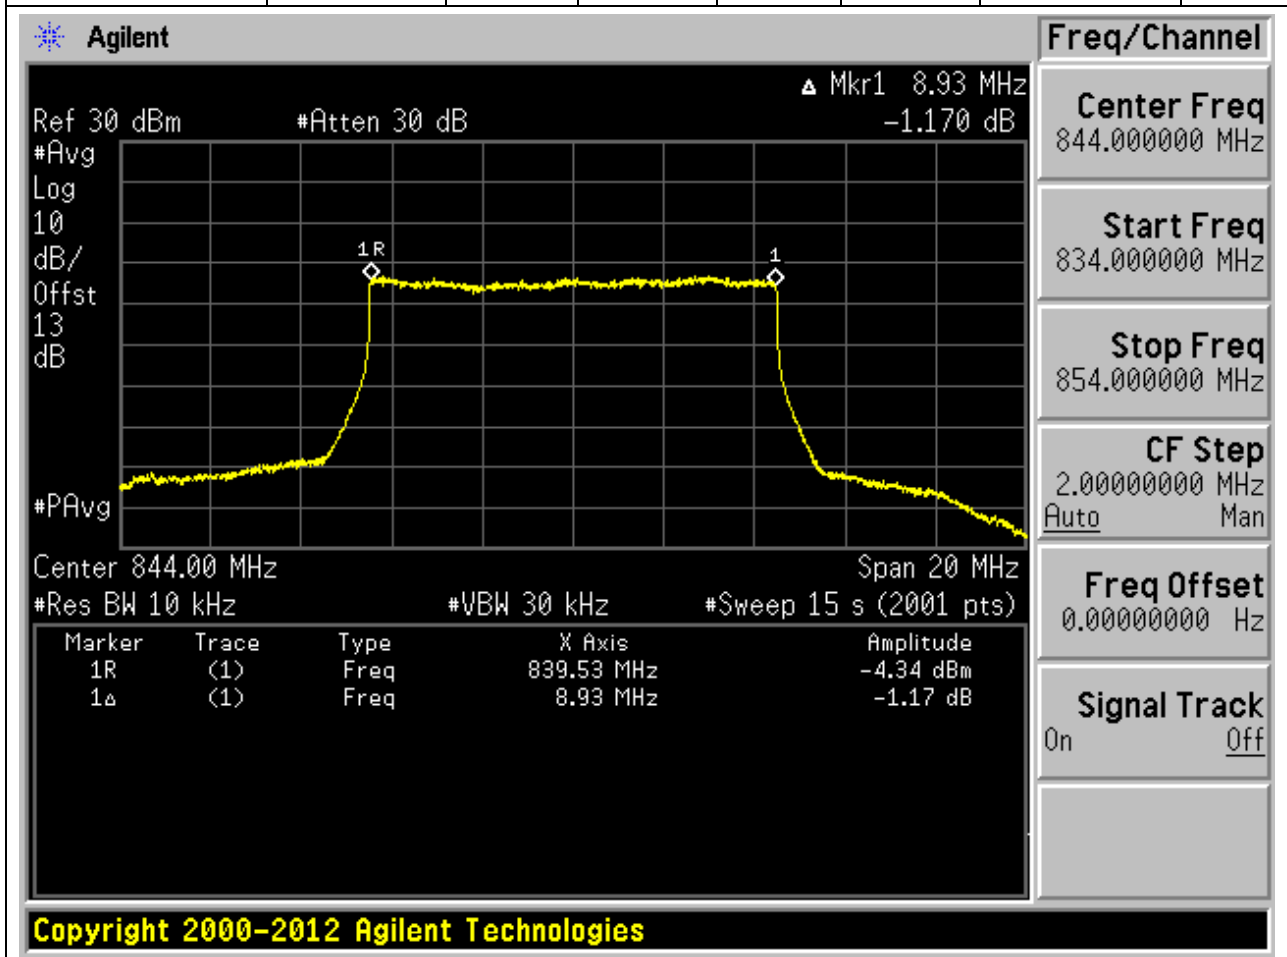 Agilent
Freq/Channel
Δ Mkr1 8.93 MHz
Ref 30 dBm #Atten 30 dB -1.170 dB
#Avg
Log
10
dB/
Offst
13
dB
#PAvg
1R
1
Center 844.00 MHz Span 20 MHz
#Res BW 10 kHz #VBW 30 kHz #Sweep 15 s (2001 pts)
Marker Trace Type X Axis Amplitude
1R (1) Freq 839.53 MHz -4.34 dBm
1Δ (1) Freq 8.93 MHz -1.17 dB
Center Freq
844.000000 MHz
Start Freq
834.000000 MHz
Stop Freq
854.000000 MHz
CF Step
2.00000000 MHz
Auto Man
Freq Offset
0.00000000 Hz
Signal Track
On Off
Copyright 2000-2012 Agilent Technologies